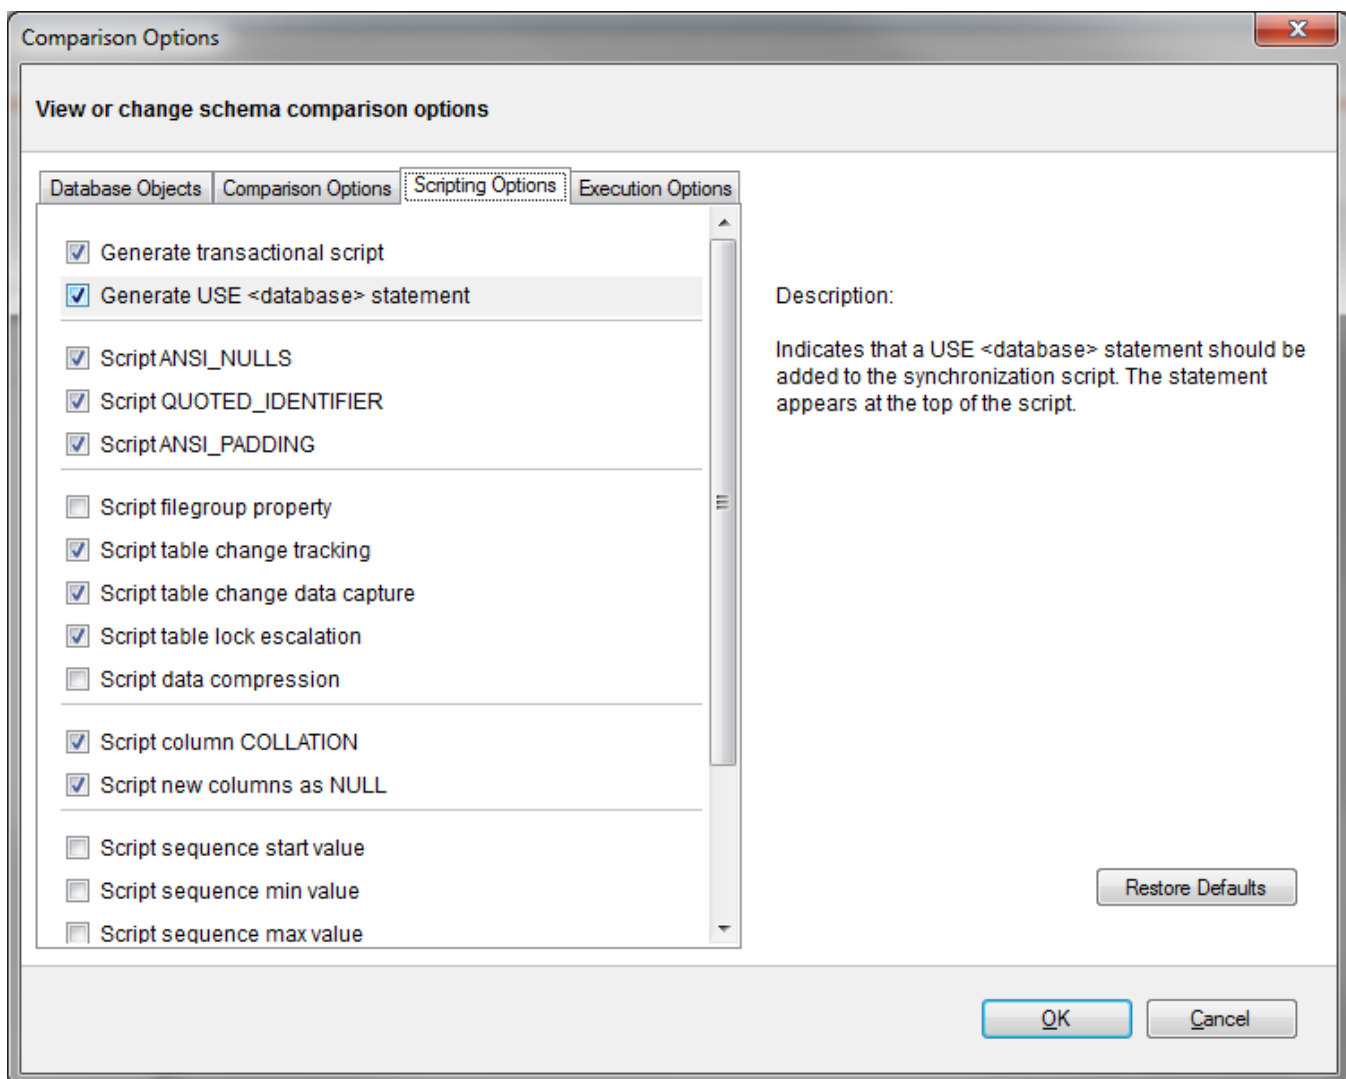 Comparison Options
View or change schema comparison options
Database Objects
Comparison Options
Scripting Options
Execution Options
Generate transactional script
Generate USE <database> statement
Script ANSI_NULLS
Script QUOTED_IDENTIFIER
Script ANSI_PADDING
Script filegroup property
Script table change tracking
Script table change data capture
Script table lock escalation
Script data compression
Script column COLLATION
Script new columns as NULL
Script sequence start value
Script sequence min value
Script sequence max value
Description:
Indicates that a USE <database> statement should be
added to the synchronization script. The statement
appears at the top of the script.
Restore Defaults
OK
Cancel